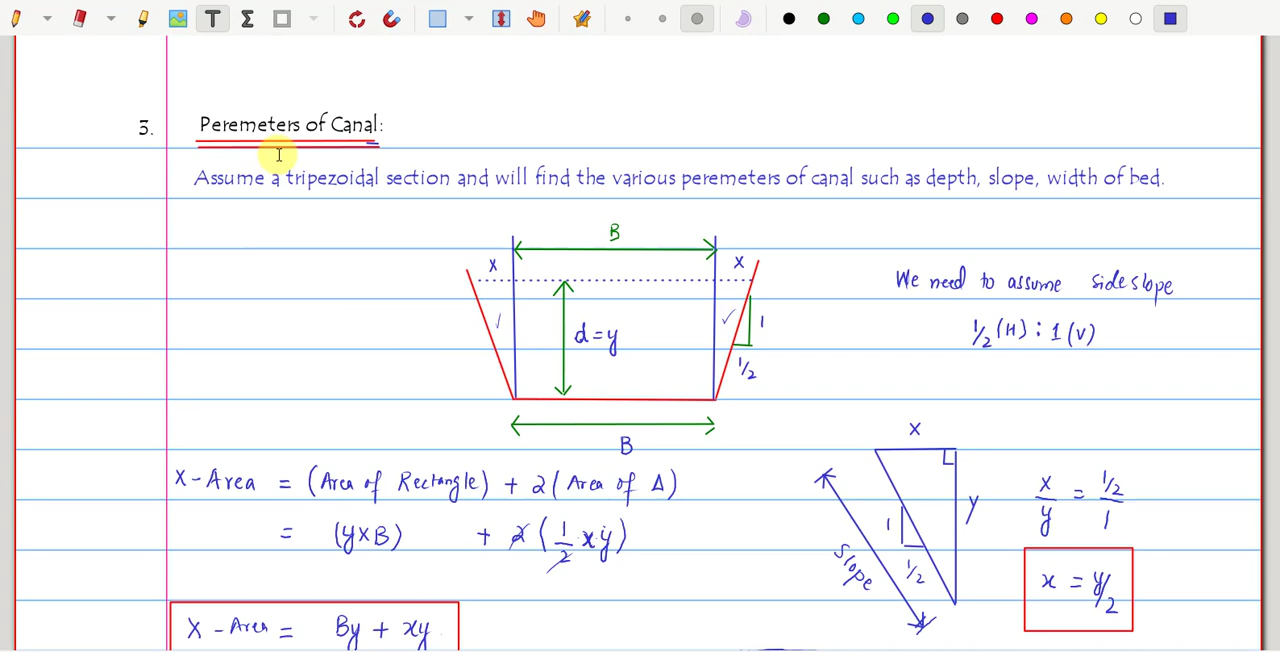 3. Peremeters of Canal:
Assume a tripezoidal section and will find the various peremeters of canal such as depth, slope, width of bed.
B
x x
We need to assume side slope
1/2 (H) : 1 (V)
d = y
1
1/2
B
X - Area = (Area of Rectangle) + 2 (Area of Δ)
= (y×B) + 2 (1/2 x.y)
X - Area = By + xy
x
y
1
1/2
Slope
x/y = 1/2 / 1
x = y/2